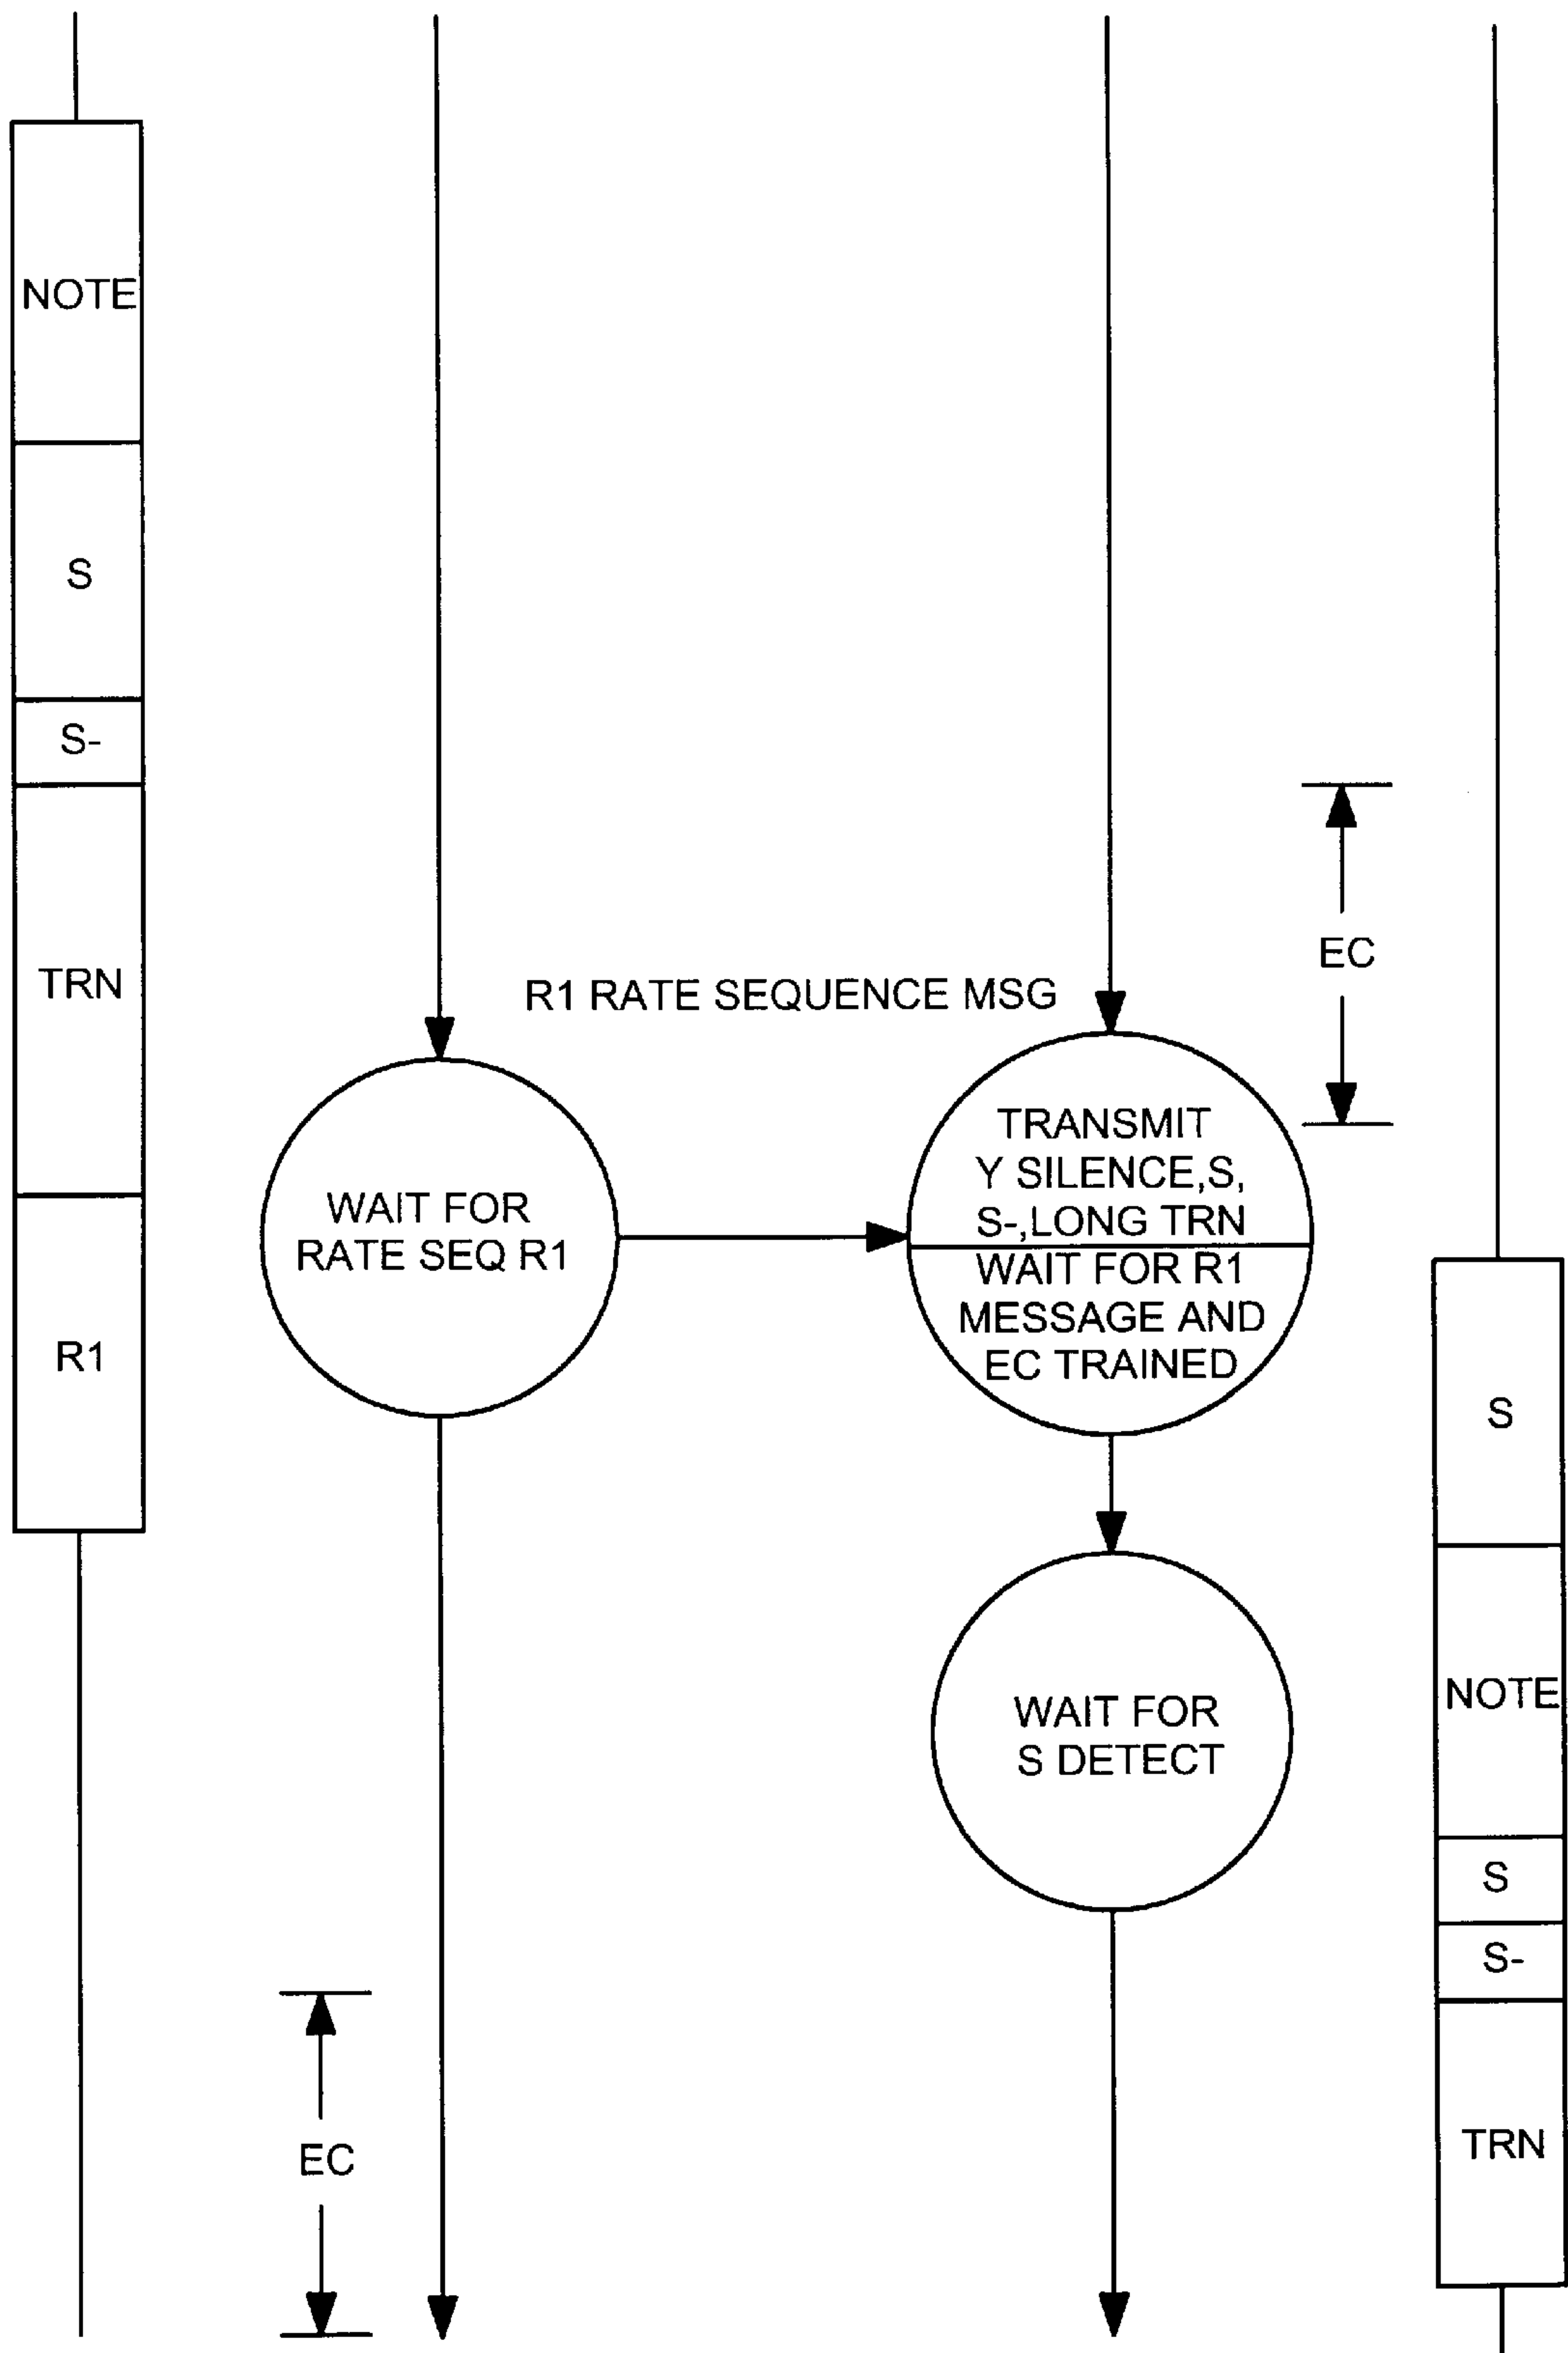 NOTE
S
S-
TRN
R1
R1 RATE SEQUENCE MSG
WAIT FOR
RATE SEQ R1
EC
TRANSMIT
Y SILENCE,S,
S-,LONG TRN
WAIT FOR R1
MESSAGE AND
EC TRAINED
WAIT FOR
S DETECT
EC
S
NOTE
S
S-
TRN